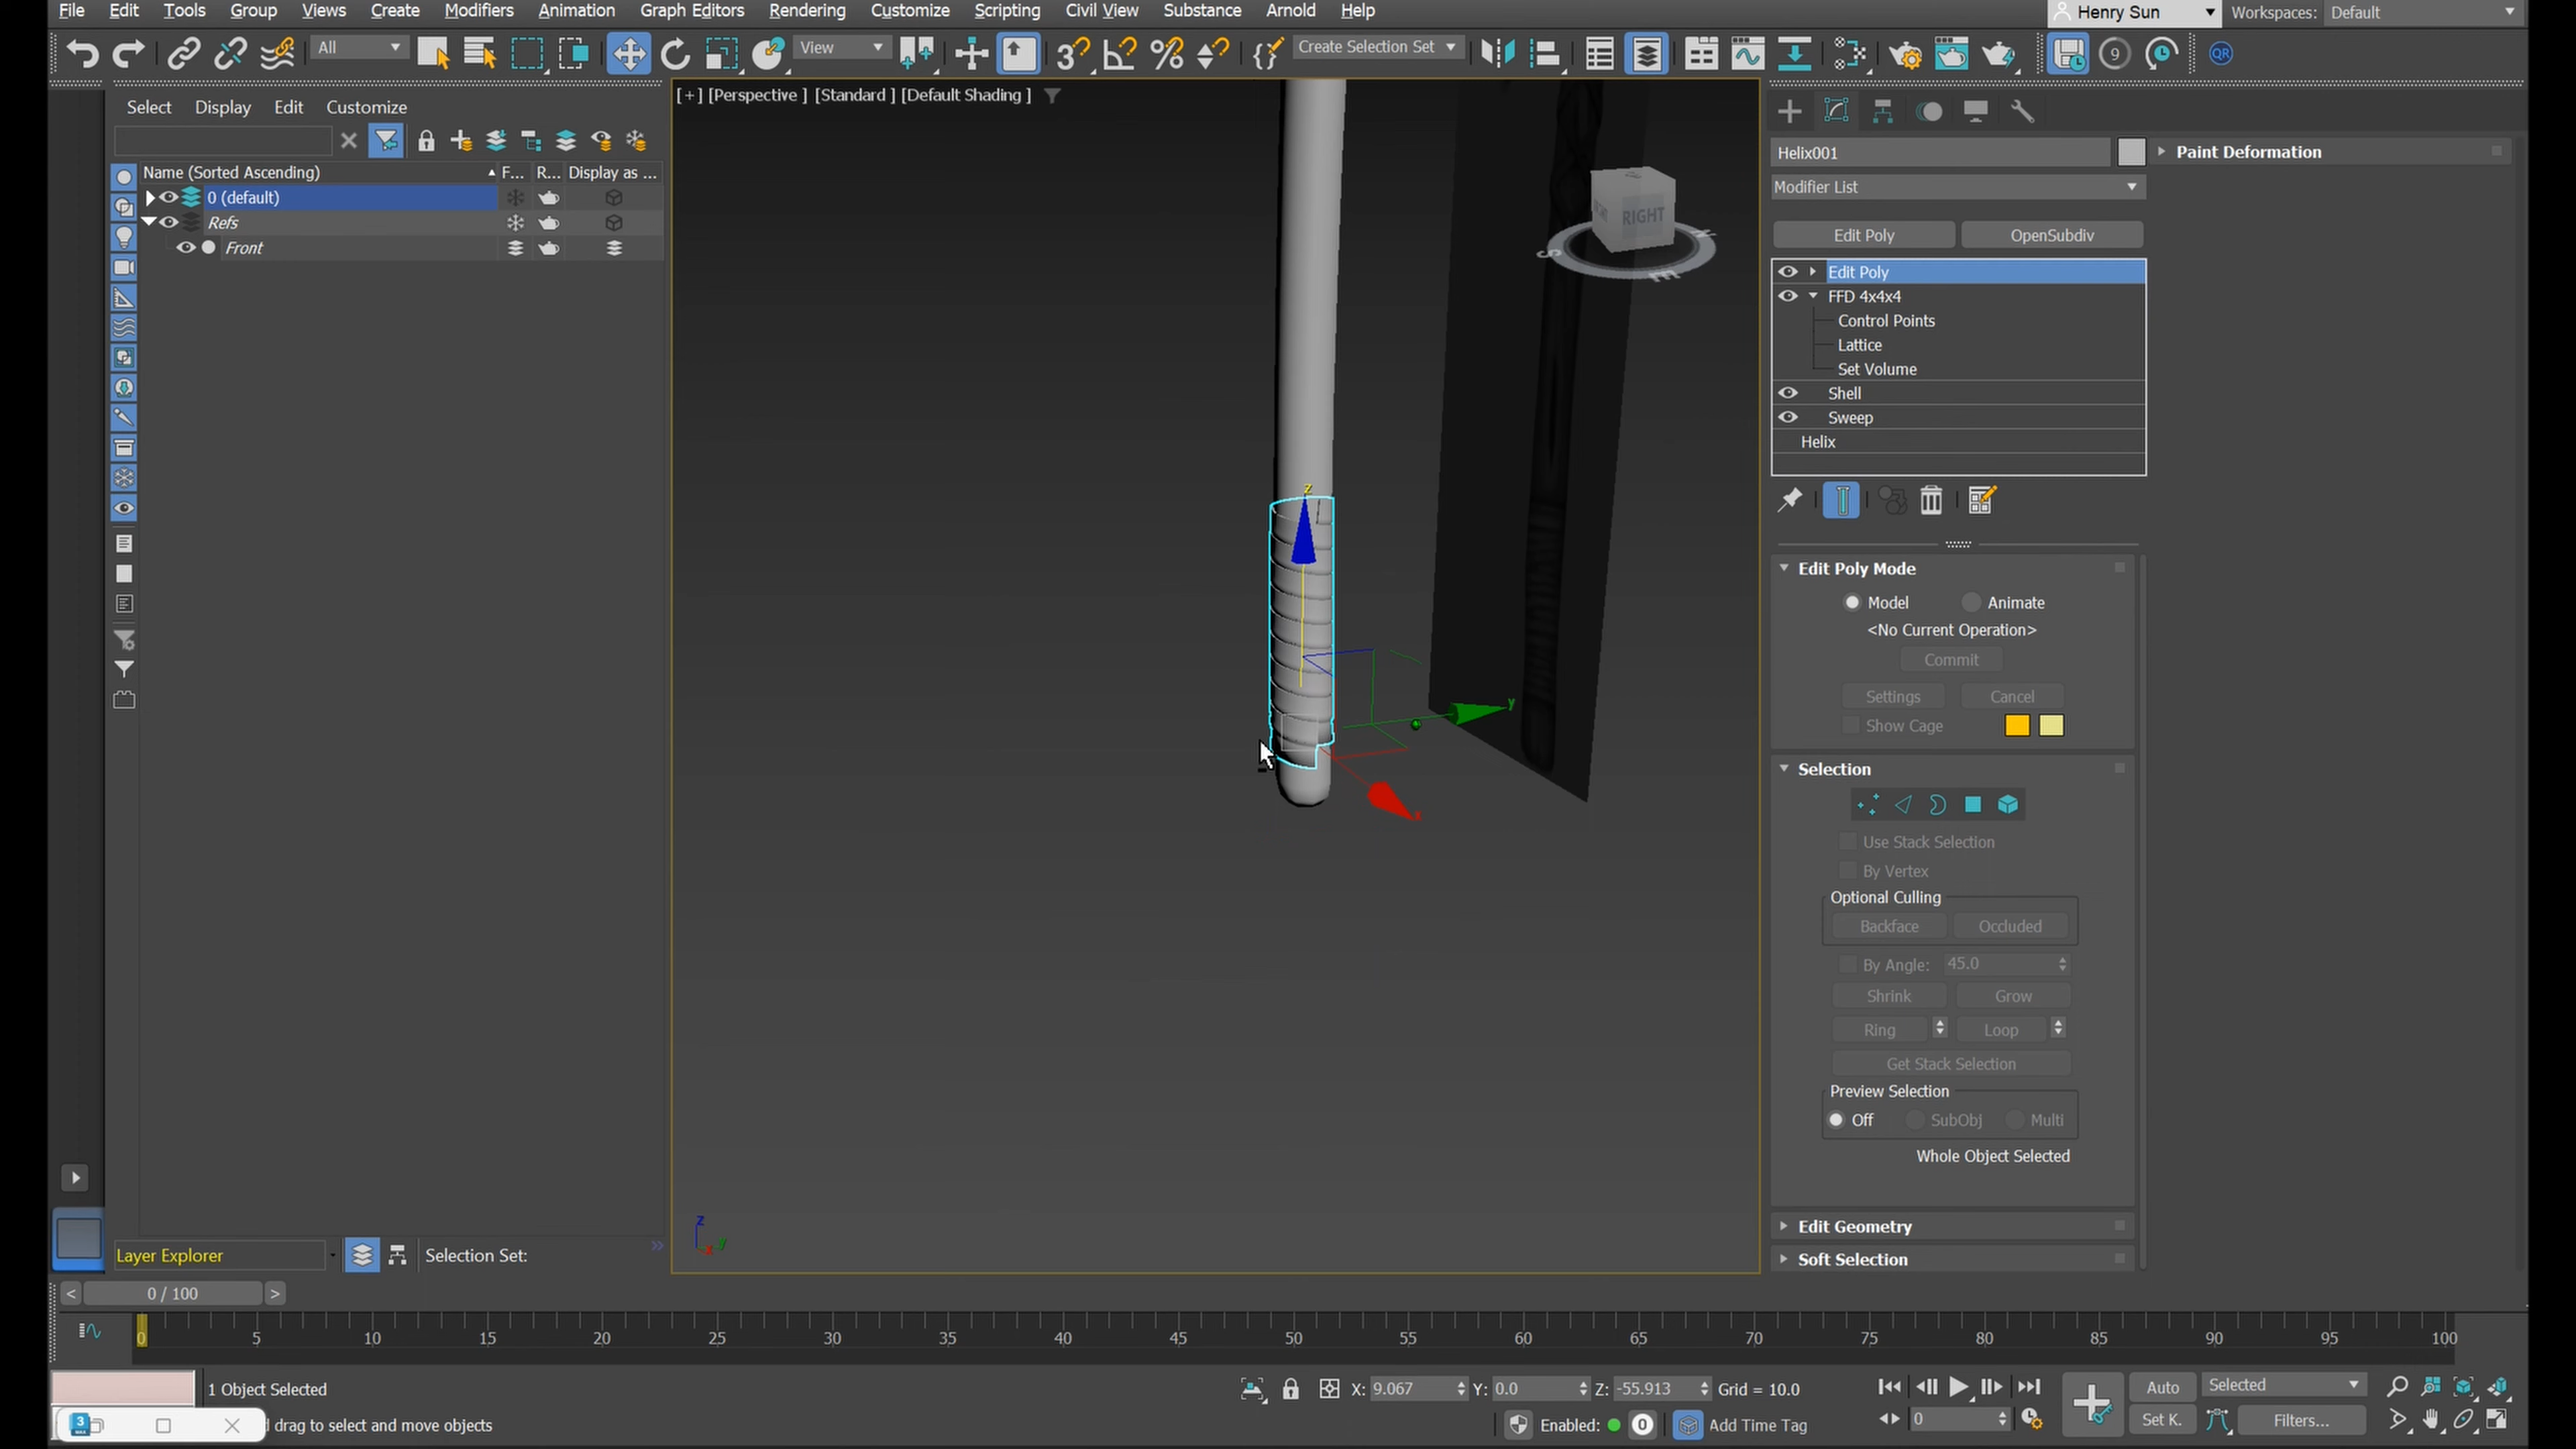 File Edit Tools Group Views Create Modifiers Animation Graph Editors Rendering Customize Scripting Civil View Substance Arnold Help
Henry Sun Workspaces: Default
All View Create Selection Set 9 QR
Select Display Edit Customize
[+] [Perspective ] [Standard ] [Default Shading ]
Name (Sorted Ascending) F... R... Display as ...
0 (default)
Refs
Front
Helix001
Paint Deformation
Modifier List
Edit Poly OpenSubdiv
Edit Poly
FFD 4x4x4
Control Points
Lattice
Set Volume
Shell
Sweep
Helix
RIGHT
S
E
z
y
x
Edit Poly Mode
Model Animate
<No Current Operation>
Commit
Settings Cancel
Show Cage
Selection
Use Stack Selection
By Vertex
Optional Culling
Backface Occluded
By Angle: 45.0
Shrink Grow
Ring Loop
Get Stack Selection
Preview Selection
Off SubObj Multi
Whole Object Selected
Edit Geometry
Soft Selection
z
x y
Layer Explorer Selection Set:
< 0 / 100 >
0 5 10 15 20 25 30 35 40 45 50 55 60 65 70 75 80 85 90 95 100
1 Object Selected X: 9.067 Y: 0.0 Z: -55.913 Grid = 10.0 Auto Selected
3 drag to select and move objects Enabled: 0 Add Time Tag 0 Set K. Filters...